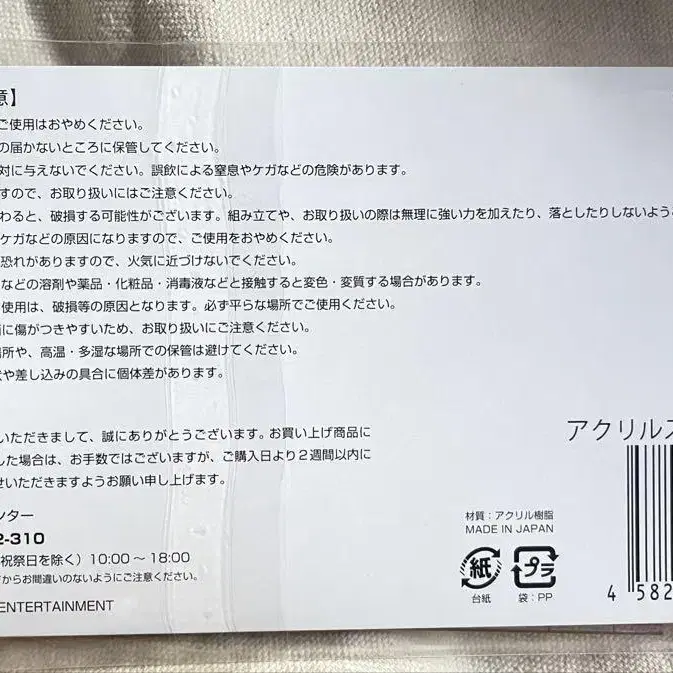 意】
ご使用はおやめください。
の届かないところに保管してください。
対に与えないでください。誤飲による窒息やケガなどの危険があります。
すので、お取り扱いにはご注意ください。
わると、破損する可能性がございます。組み立てや、お取り扱いの際は無理に強い力を加えたり、落としたりしないよう
ケガなどの原因になりますので、ご使用をおやめください。
恐れがありますので、火気に近づけないでください。
などの溶剤や薬品・化粧品・消毒液などと接触すると変色・変質する場合があります。
使用は、破損等の原因となります。必ず平らな場所でご使用ください。
に傷がつきやすいため、お取り扱いにご注意ください。
所や、高温・多湿な場所での保管は避けてください。
や差し込みの具合に個体差があります。
いただきまして、誠にありがとうございます。お買い上げ商品に
した場合は、お手数ではございますが、ご購入日より2週間以内に
せいただきますようお願い申し上げます。
ンター
2-310
祝祭日を除く）10:00～18:00
からお間違いのないようにご注意ください。
ENTERTAINMENT
アクリルス
材質：アクリル樹脂
MADE IN JAPAN
紙
プラ
台紙
袋：PP
4 582